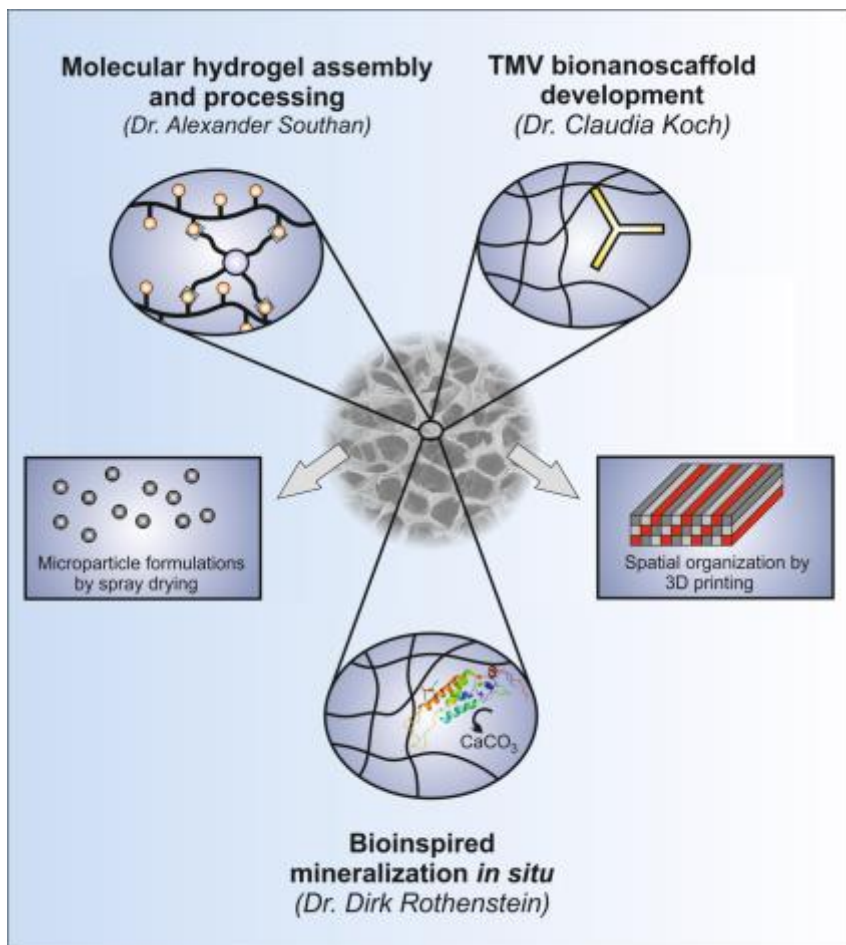 Molecular hydrogel assembly
and processing
(Dr. Alexander Southan)
TMV bionanoscaffold
development
(Dr. Claudia Koch)
Microparticle formulations
by spray drying
Spatial organization by
3D printing
CaCO₃
Bioinspired
mineralization in situ
(Dr. Dirk Rothenstein)